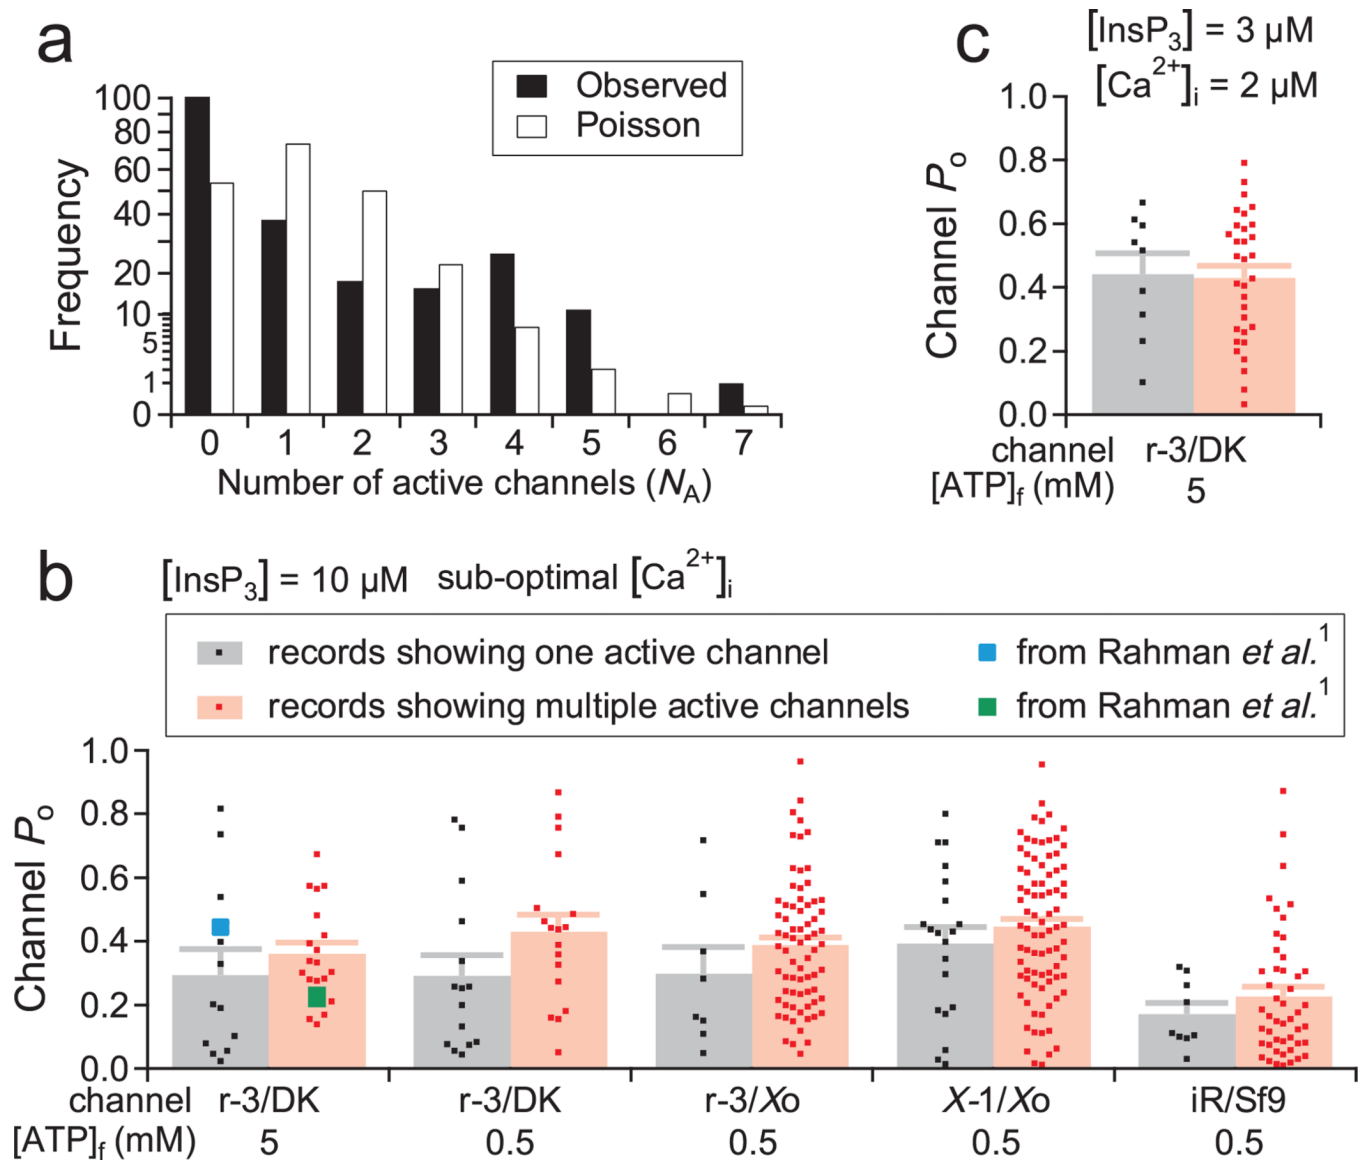 a
Observed
Poisson
Frequency
100
80
60
40
20
10
5
1
0
0 1 2 3 4 5 6 7
Number of active channels (N_A)
c
[InsP₃] = 3 µM
[Ca²⁺]ᵢ = 2 µM
Channel Pₒ
1.0
0.8
0.6
0.4
0.2
0.0
channel r-3/DK
[ATP]_f (mM) 5
b
[InsP₃] = 10 µM sub-optimal [Ca²⁺]ᵢ
records showing one active channel
from Rahman et al.¹
records showing multiple active channels
from Rahman et al.¹
Channel Pₒ
1.0
0.8
0.6
0.4
0.2
0.0
channel r-3/DK r-3/DK r-3/Xo X-1/Xo iR/Sf9
[ATP]_f (mM) 5 0.5 0.5 0.5 0.5